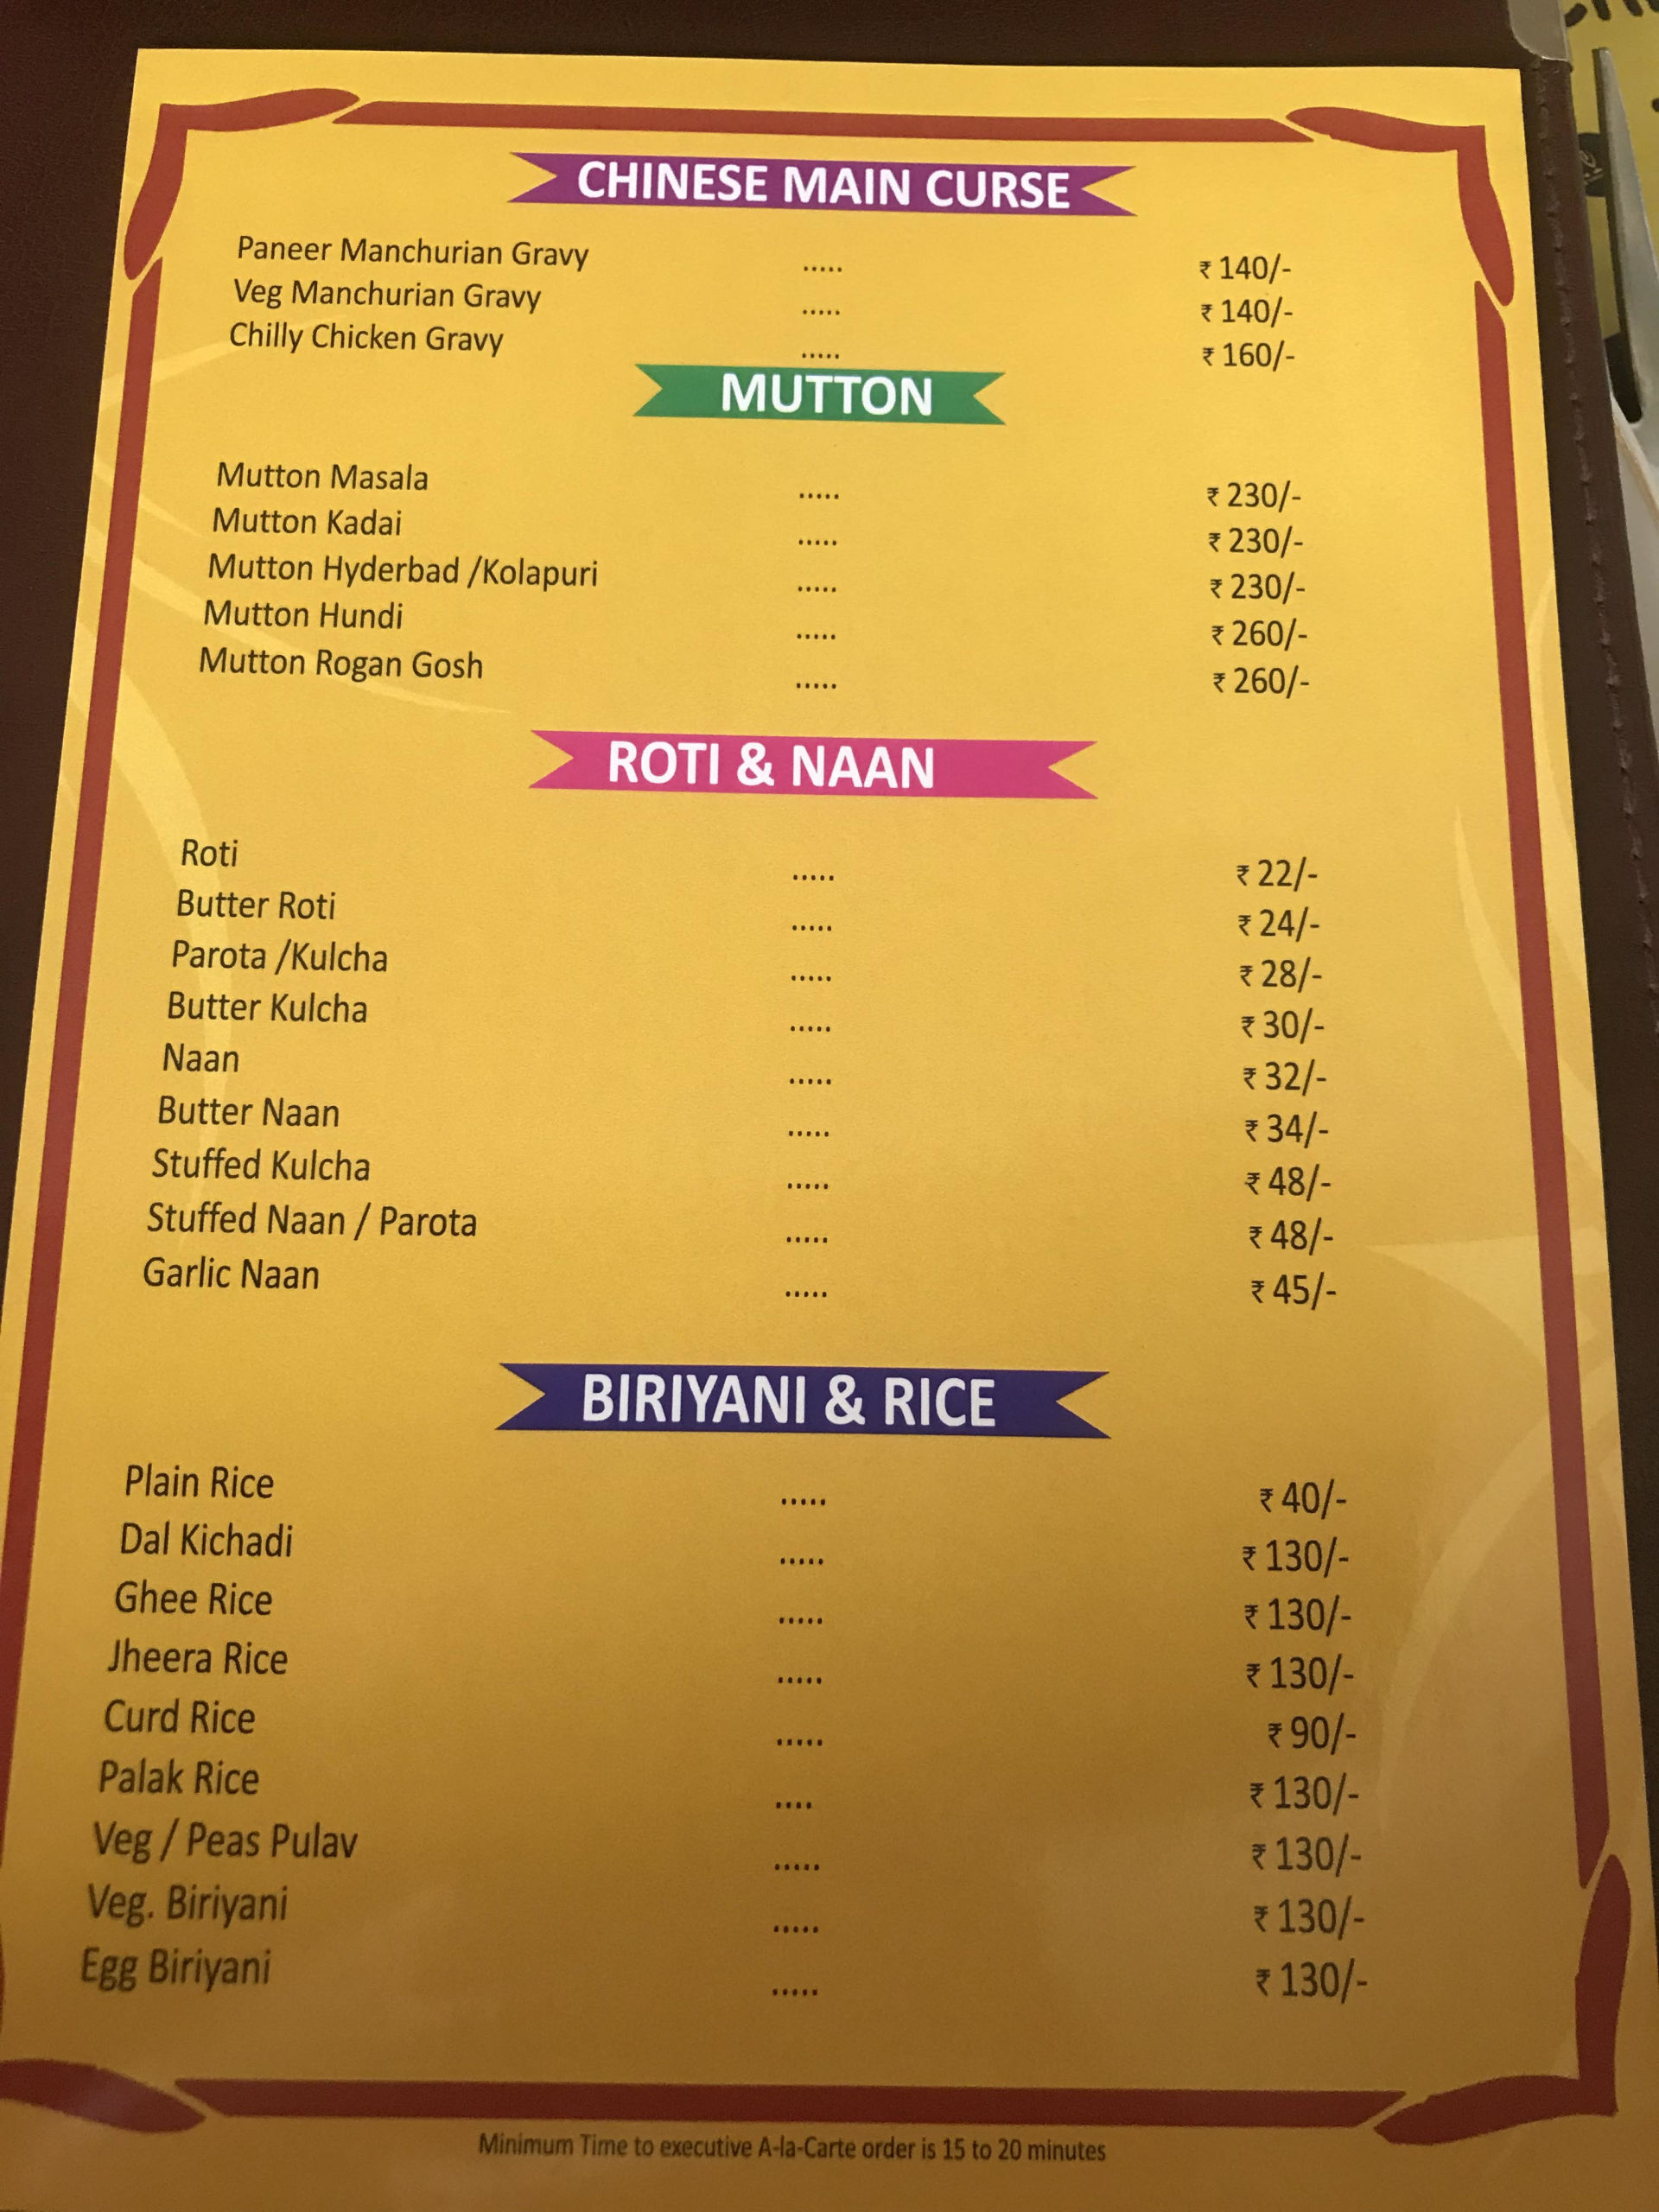 CHINESE MAIN CURSE
Paneer Manchurian Gravy ..... ₹ 140/-
Veg Manchurian Gravy ..... ₹ 140/-
Chilly Chicken Gravy ..... ₹ 160/-
MUTTON
Mutton Masala ..... ₹ 230/-
Mutton Kadai ..... ₹ 230/-
Mutton Hyderbad /Kolapuri ..... ₹ 230/-
Mutton Hundi ..... ₹ 260/-
Mutton Rogan Gosh ..... ₹ 260/-
ROTI & NAAN
Roti ..... ₹ 22/-
Butter Roti ..... ₹ 24/-
Parota /Kulcha ..... ₹ 28/-
Butter Kulcha ..... ₹ 30/-
Naan ..... ₹ 32/-
Butter Naan ..... ₹ 34/-
Stuffed Kulcha ..... ₹ 48/-
Stuffed Naan / Parota ..... ₹ 48/-
Garlic Naan ..... ₹ 45/-
BIRIYANI & RICE
Plain Rice ..... ₹ 40/-
Dal Kichadi ..... ₹ 130/-
Ghee Rice ..... ₹ 130/-
Jheera Rice ..... ₹ 130/-
Curd Rice ..... ₹ 90/-
Palak Rice .... ₹ 130/-
Veg / Peas Pulav ..... ₹ 130/-
Veg. Biriyani ..... ₹ 130/-
Egg Biriyani ..... ₹ 130/-
Minimum Time to executive A-la-Carte order is 15 to 20 minutes